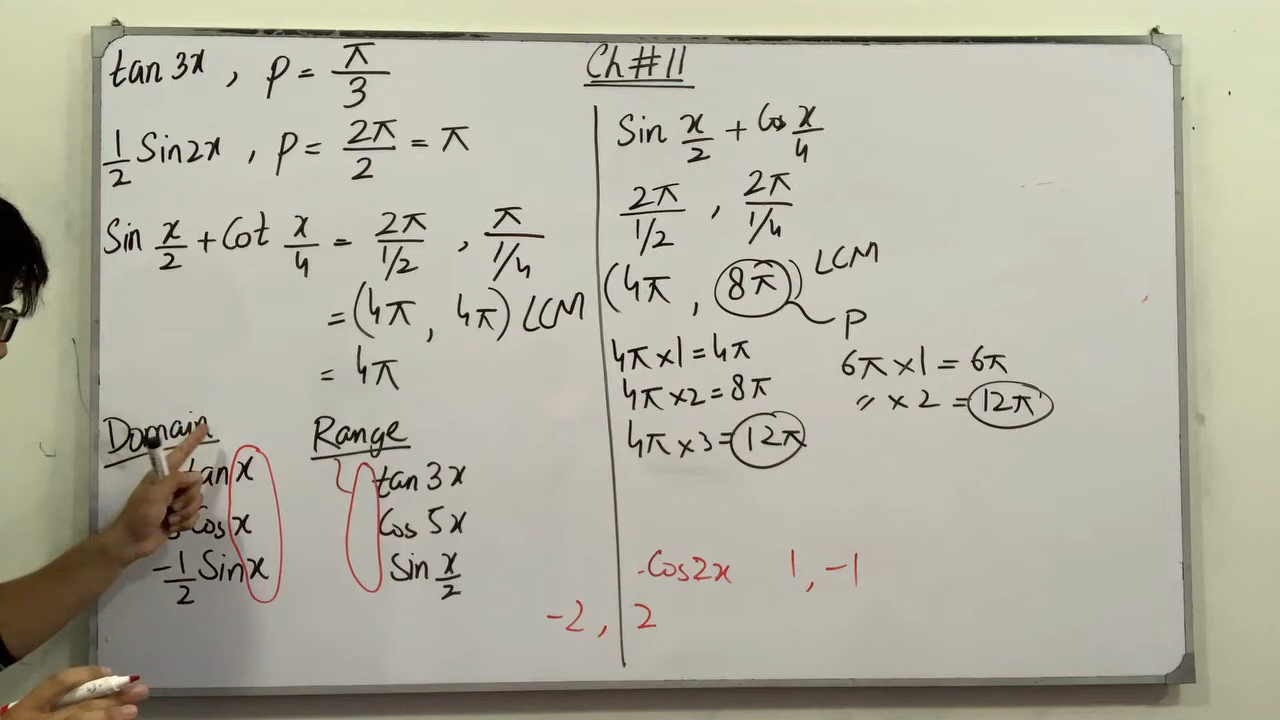 Ch#11
tan 3x , P = π/3
1/2 Sin2x , P = 2π/2 = π
Sin x/2 + Cot x/4 = 2π/(1/2) , π/(1/4)
= (4π , 4π) LCM
= 4π
Domain
tan x
Cos x
-1/2 Sin x
Range
tan 3x
Cos 5x
Sin x/2
Sin x/2 + Cos x/4
2π/(1/2) , 2π/(1/4)
(4π , 8π) LCM
P
4π x 1 = 4π
4π x 2 = 8π
4π x 3 = 12π
6π x 1 = 6π
〃 x 2 = 12π
-Cos2x 1 , -1
-2 , 2